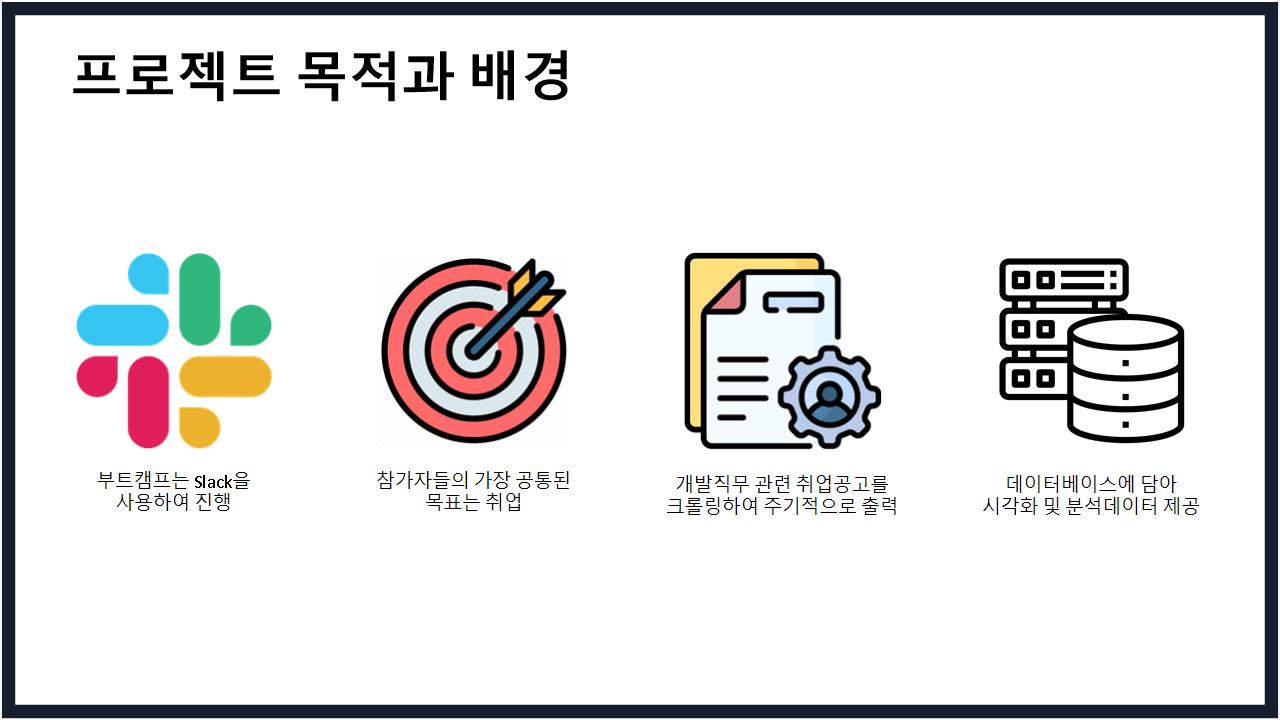 프로젝트 목적과 배경
부트캠프는 Slack을
사용하여 진행
참가자들의 가장 공통된
목표는 취업
개발직무 관련 취업공고를
크롤링하여 주기적으로 출력
데이터베이스에 담아
시각화 및 분석데이터 제공